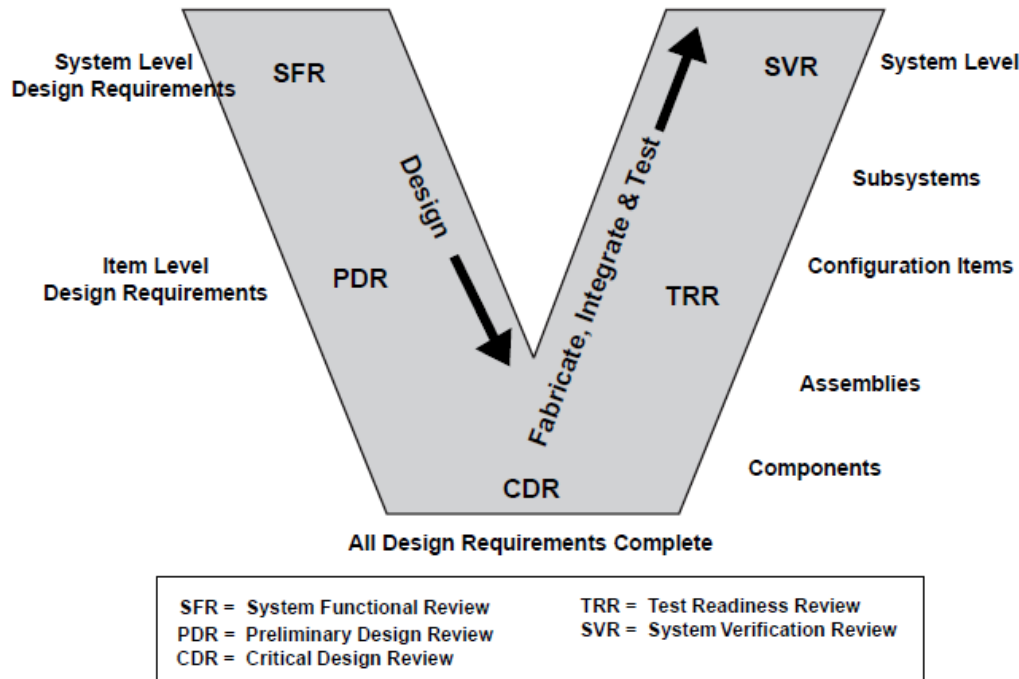 System Level
Design Requirements
SFR
SVR
System Level
Design
Fabricate, Integrate & Test
Subsystems
Item Level
Design Requirements
PDR
TRR
Configuration Items
Assemblies
Components
CDR
All Design Requirements Complete
SFR = System Functional Review
PDR = Preliminary Design Review
CDR = Critical Design Review
TRR = Test Readiness Review
SVR = System Verification Review